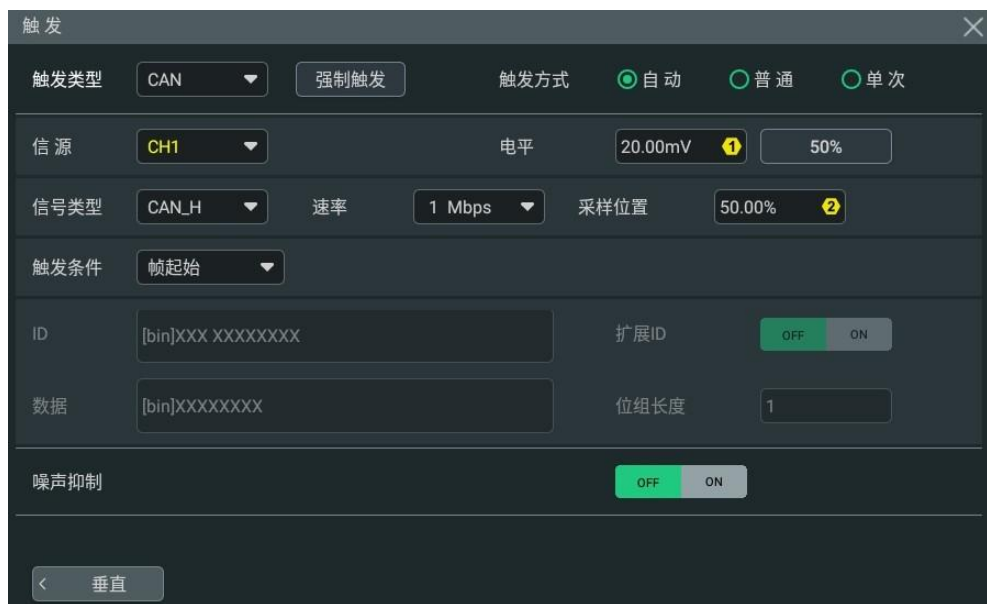 触发
触发类型 CAN 强制触发 触发方式 自动 普通 单次
信源 CH1 电平 20.00mV 1 50%
信号类型 CAN_H 速率 1 Mbps 采样位置 50.00% 2
触发条件 帧起始
ID [bin]XXX XXXXXXXX 扩展ID OFF ON
数据 [bin]XXXXXXXX 位组长度 1
噪声抑制 OFF ON
垂直